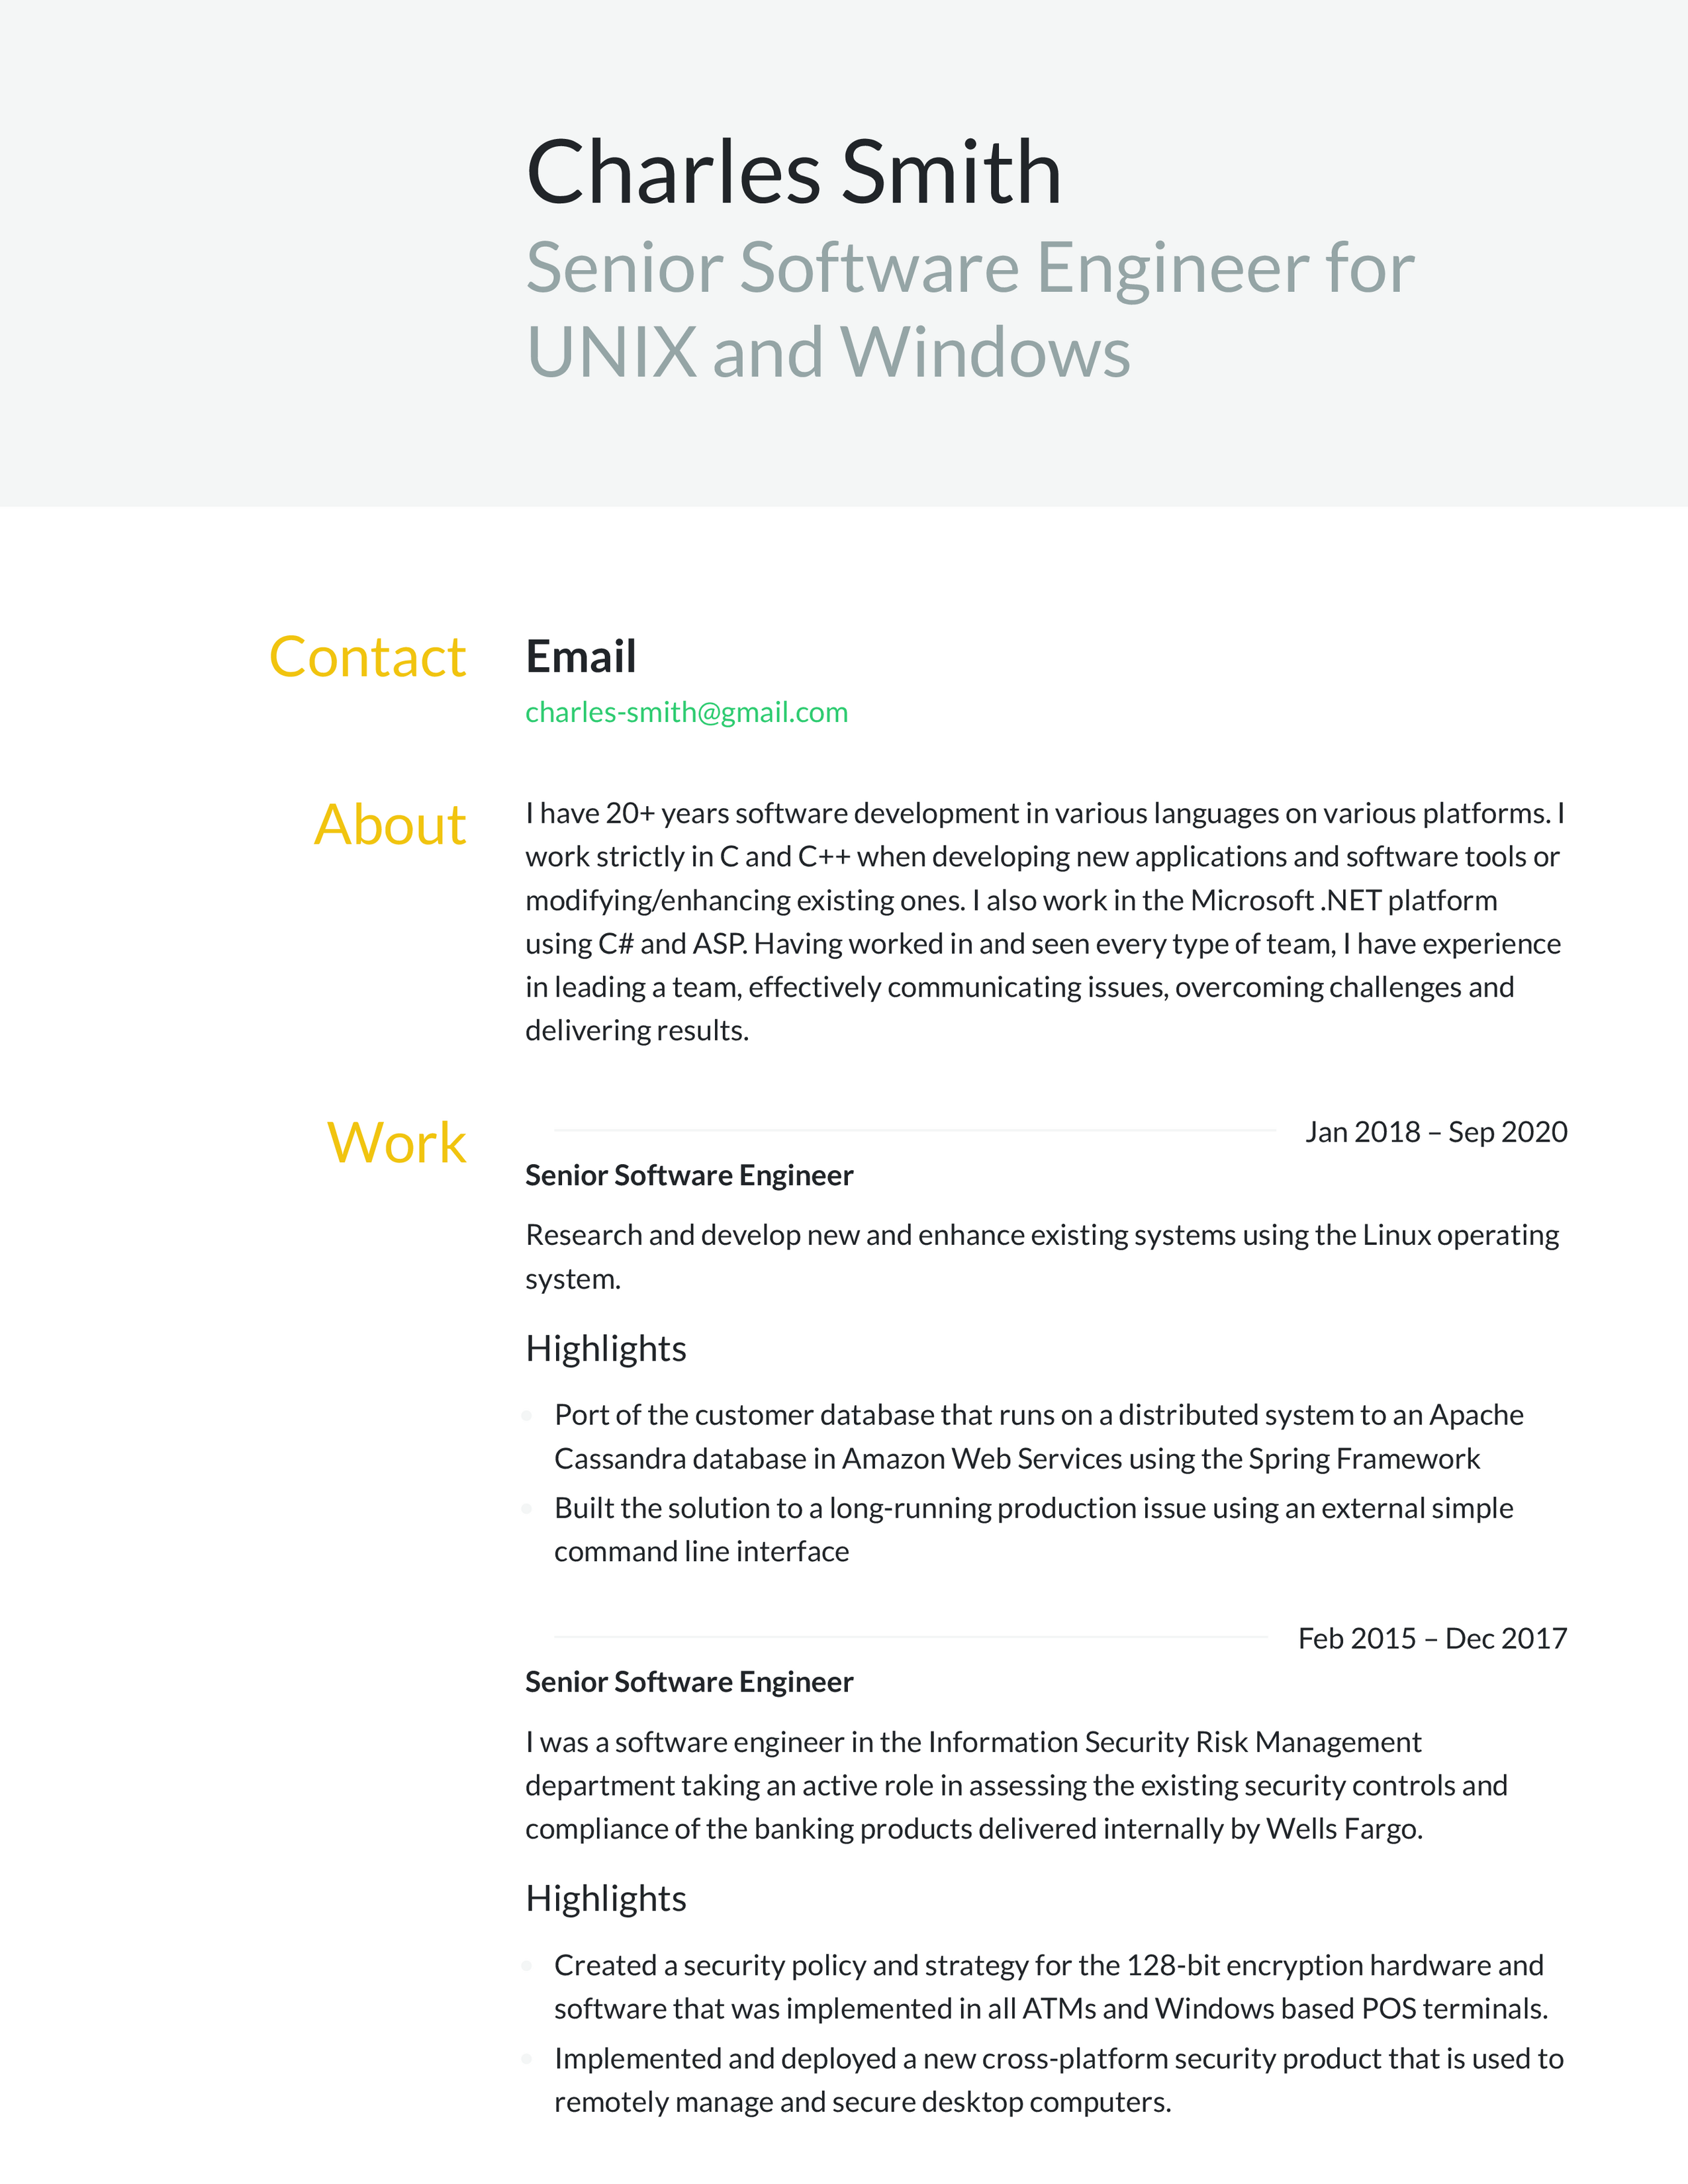 Charles Smith
Senior Software Engineer for
UNIX and Windows
Contact
Email
charles-smith@gmail.com
About
I have 20+ years software development in various languages on various platforms. I
work strictly in C and C++ when developing new applications and software tools or
modifying/enhancing existing ones. I also work in the Microsoft .NET platform
using C# and ASP. Having worked in and seen every type of team, I have experience
in leading a team, effectively communicating issues, overcoming challenges and
delivering results.
Work
Jan 2018 – Sep 2020
Senior Software Engineer
Research and develop new and enhance existing systems using the Linux operating
system.
Highlights
Port of the customer database that runs on a distributed system to an Apache
Cassandra database in Amazon Web Services using the Spring Framework
Built the solution to a long-running production issue using an external simple
command line interface
Feb 2015 – Dec 2017
Senior Software Engineer
I was a software engineer in the Information Security Risk Management
department taking an active role in assessing the existing security controls and
compliance of the banking products delivered internally by Wells Fargo.
Highlights
Created a security policy and strategy for the 128-bit encryption hardware and
software that was implemented in all ATMs and Windows based POS terminals.
Implemented and deployed a new cross-platform security product that is used to
remotely manage and secure desktop computers.